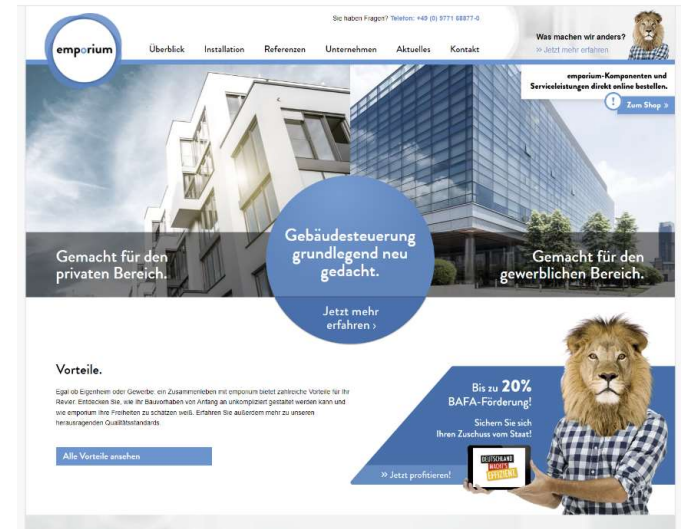 Sie haben Fragen? Telefon: +49 (0) 9771 68877-6
emporium
Überblick Installation Referenzen Unternehmen Aktuelles Kontakt
Was machen wir anders?
» Jetzt mehr erfahren
emporium-Komponenten und
Serviceleistungen direkt online bestellen.
! Zum Shop »
Gemacht für den
privaten Bereich.
Gebäudesteuerung
grundlegend neu
gedacht.
Jetzt mehr
erfahren ›
Gemacht für den
gewerblichen Bereich.
Vorteile.
Egal ob Eigenheim oder Gewerbe: ein Zusammenleben mit emporium bietet zahlreiche Vorteile für Ihr
Revier. Entdecken Sie, wie Ihr Bauvorhaben von Anfang an unkompliziert gestaltet werden kann und
wie emporium Ihre Freiheiten zu schätzen weiß. Erfahren Sie außerdem mehr zu unseren
herausragenden Qualitätsstandards.
Alle Vorteile ansehen
Bis zu 20%
BAFA-Förderung!
Sichern Sie sich
Ihren Zuschuss vom Staat!
» Jetzt profitieren!
DEUTSCHLAND
MACHT'S
EFFIZIENT